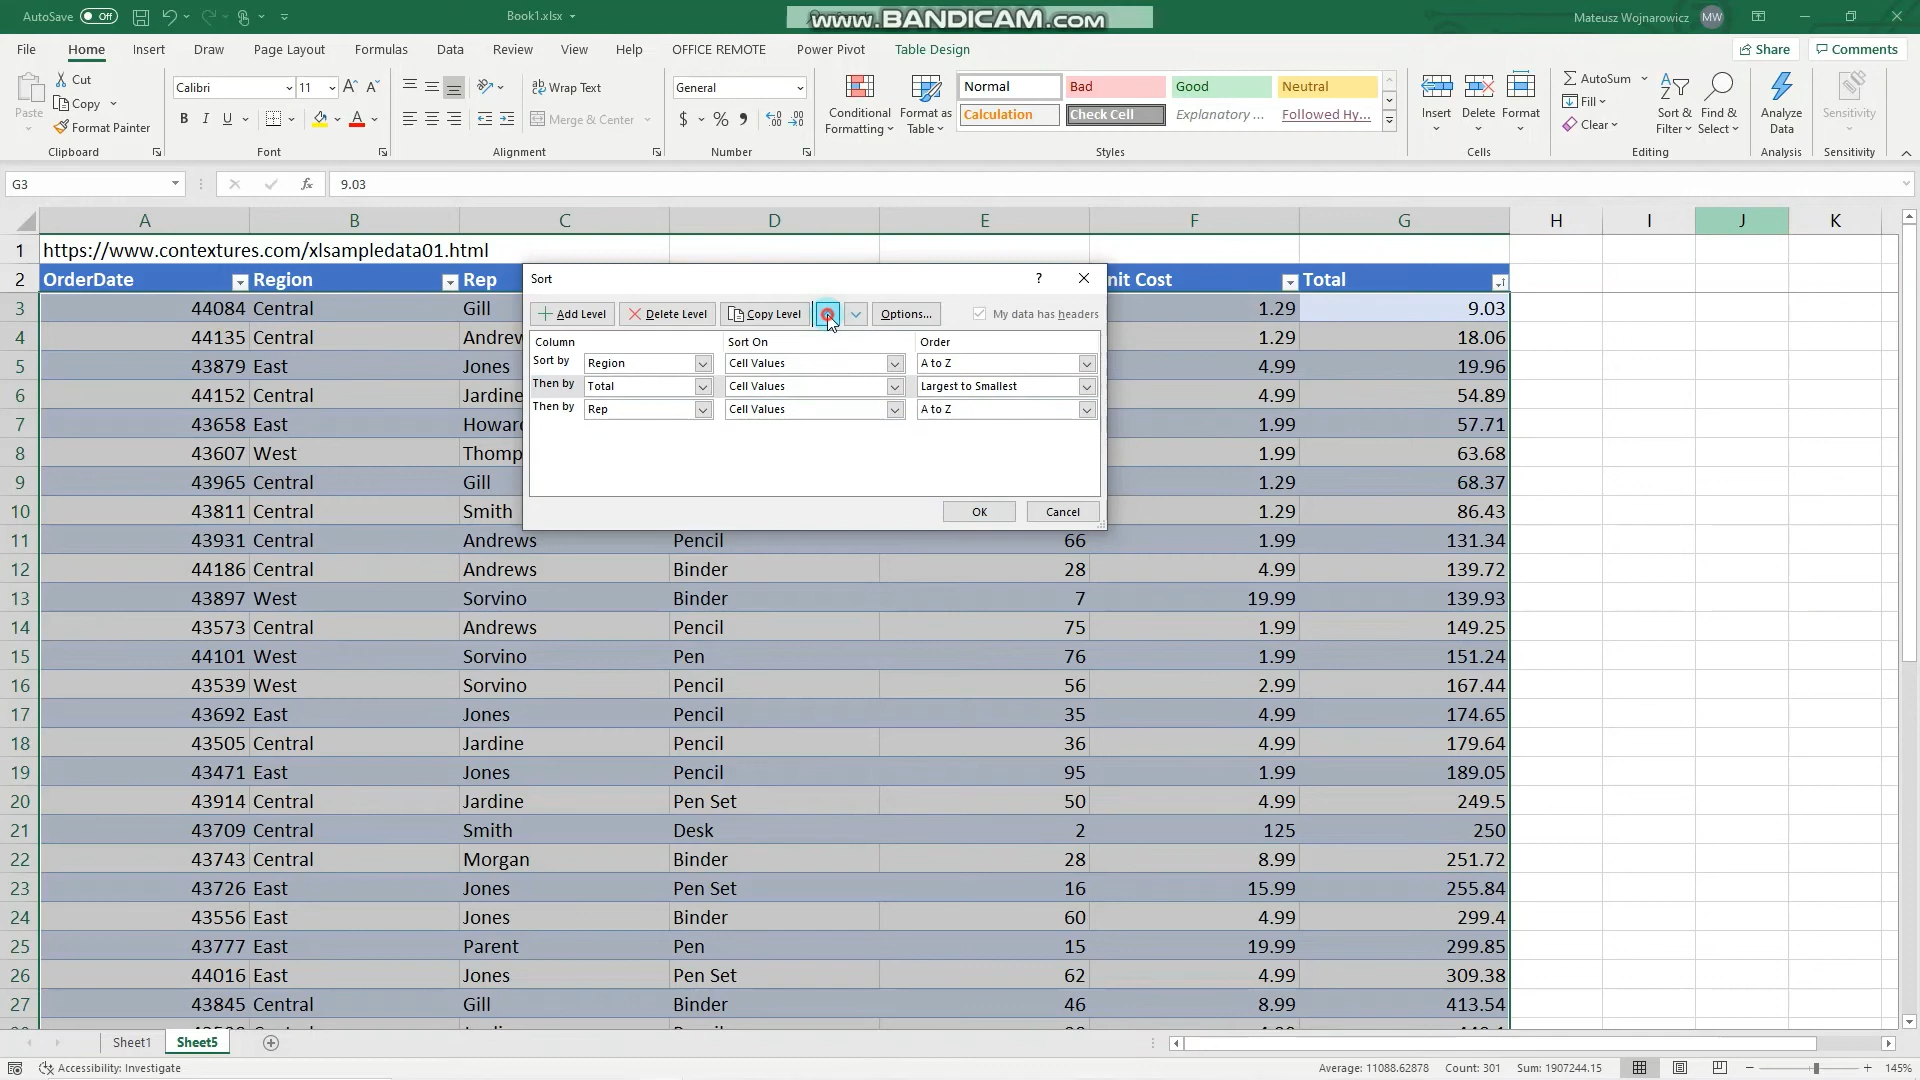 AutoSave Off Book1.xlsx www.BANDICAM.com Mateusz Wojnarowicz MW
File Home Insert Draw Page Layout Formulas Data Review View Help OFFICE REMOTE Power Pivot Table Design Share Comments
Paste Cut Copy Format Painter Clipboard
Calibri 11 B I U A Font
Wrap Text Merge & Center Alignment
General $ % Number
Conditional Formatting Format as Table Normal Bad Good Neutral
Calculation Check Cell Explanatory ... Followed Hy... Styles
Insert Delete Format Cells
AutoSum Fill Clear Sort & Filter Find & Select Editing
Analyze Data Analysis Sensitivity Sensitivity
G3 fx 9.03
A B C D E F G H I J K
1 https://www.contextures.com/xlsampledata01.html
2 OrderDate Region Rep nit Cost Total
3 44084 Central Gill 1.29 9.03
4 44135 Central Andrew 1.29 18.06
5 43879 East Jones 4.99 19.96
6 44152 Central Jardine 4.99 54.89
7 43658 East Howard 1.99 57.71
8 43607 West Thomp 1.99 63.68
9 43965 Central Gill 1.29 68.37
10 43811 Central Smith 1.29 86.43
Sort ?
Add Level Delete Level Copy Level Options... My data has headers
Column Sort On Order
Sort by Region Cell Values A to Z
Then by Total Cell Values Largest to Smallest
Then by Rep Cell Values A to Z
OK Cancel
11 43931 Central Andrews Pencil 66 1.99 131.34
12 44186 Central Andrews Binder 28 4.99 139.72
13 43897 West Sorvino Binder 7 19.99 139.93
14 43573 Central Andrews Pencil 75 1.99 149.25
15 44101 West Sorvino Pen 76 1.99 151.24
16 43539 West Sorvino Pencil 56 2.99 167.44
17 43692 East Jones Pencil 35 4.99 174.65
18 43505 Central Jardine Pencil 36 4.99 179.64
19 43471 East Jones Pencil 95 1.99 189.05
20 43914 Central Jardine Pen Set 50 4.99 249.5
21 43709 Central Smith Desk 2 125 250
22 43743 Central Morgan Binder 28 8.99 251.72
23 43726 East Jones Pen Set 16 15.99 255.84
24 43556 East Jones Binder 60 4.99 299.4
25 43777 East Parent Pen 15 19.99 299.85
26 44016 East Jones Pen Set 62 4.99 309.38
27 43845 Central Gill Binder 46 8.99 413.54
Sheet1 Sheet5
Accessibility: Investigate Average: 11088.62878 Count: 301 Sum: 1907244.15 145%